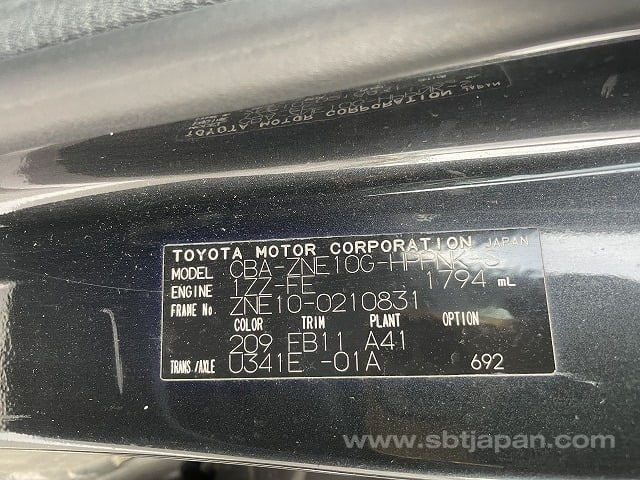 TOYOTA MOTOR CORPORATION JAPAN
MODEL CBA-ZNE10G-HPPNK-S
ENGINE 1ZZ-FE 1794 mL
FRAME No. ZNE10-0210831
COLOR TRIM PLANT OPTION
209 FB11 A41
TRANS./AXLE U341E -01A 692
www.sbtjapan.com